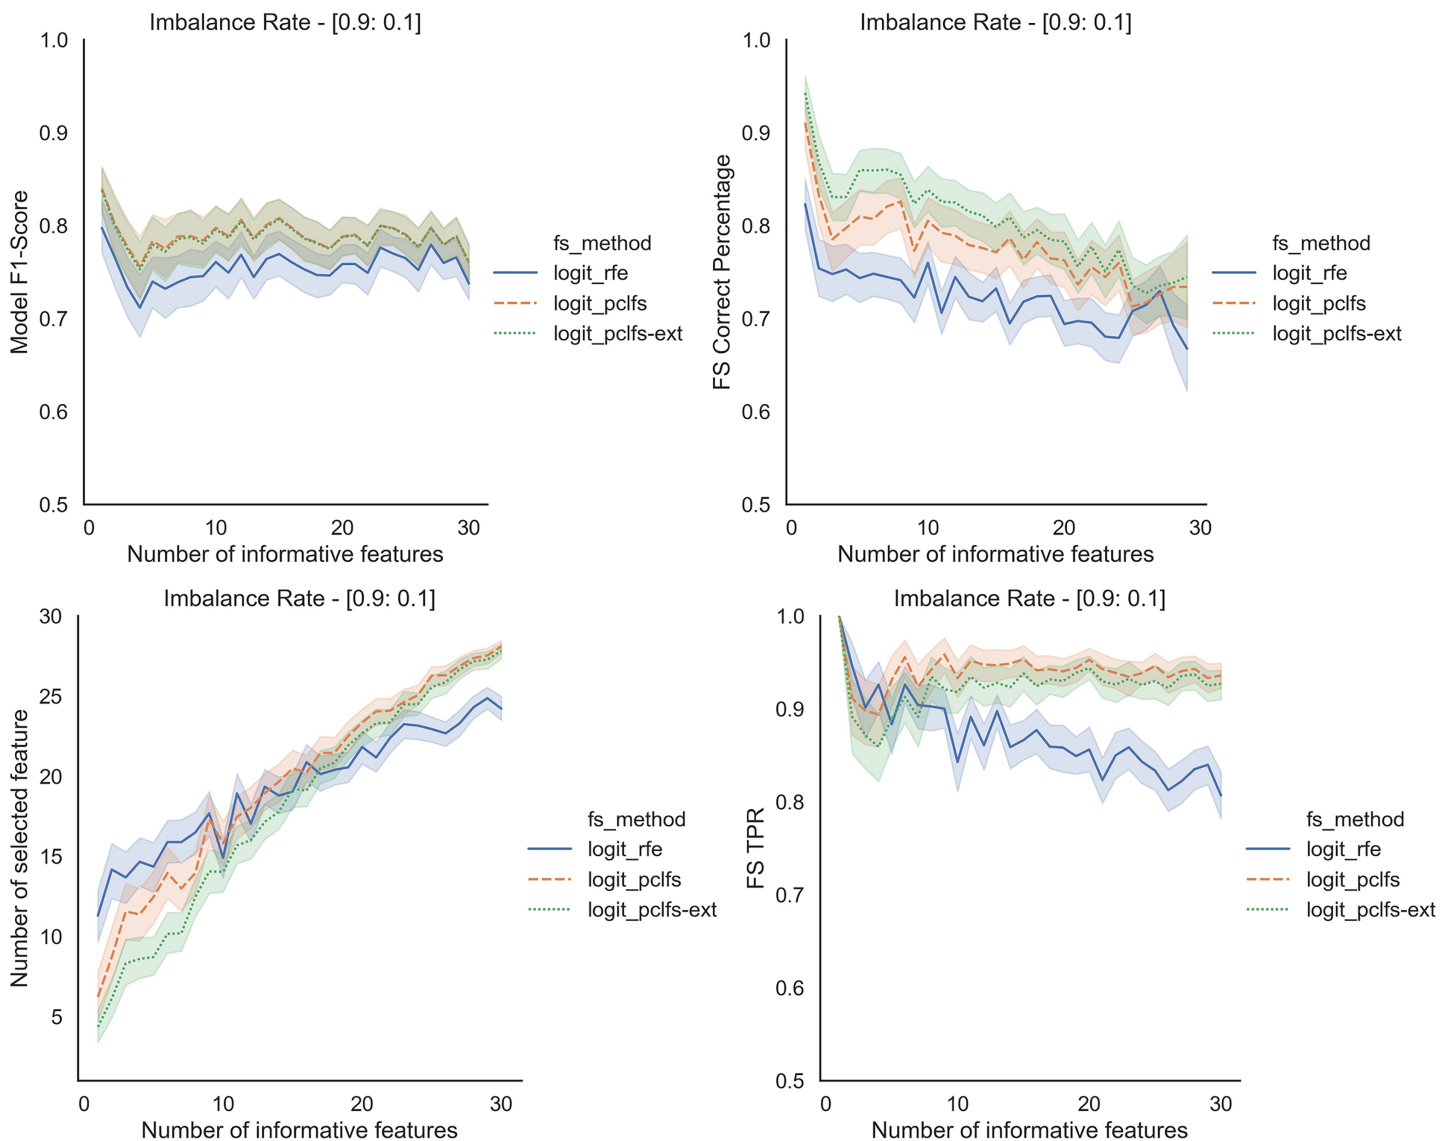 Imbalance Rate - [0.9: 0.1]
1.0
0.9
0.8
0.7
0.6
0.5
Model F1-Score
0 10 20 30
Number of informative features
fs_method
logit_rfe
logit_pclfs
logit_pclfs-ext
Imbalance Rate - [0.9: 0.1]
1.0
0.9
0.8
0.7
0.6
0.5
FS Correct Percentage
0 10 20 30
Number of informative features
fs_method
logit_rfe
logit_pclfs
logit_pclfs-ext
Imbalance Rate - [0.9: 0.1]
30
25
20
15
10
5
Number of selected feature
0 10 20 30
Number of informative features
fs_method
logit_rfe
logit_pclfs
logit_pclfs-ext
Imbalance Rate - [0.9: 0.1]
1.0
0.9
0.8
0.7
0.6
0.5
FS TPR
0 10 20 30
Number of informative features
fs_method
logit_rfe
logit_pclfs
logit_pclfs-ext